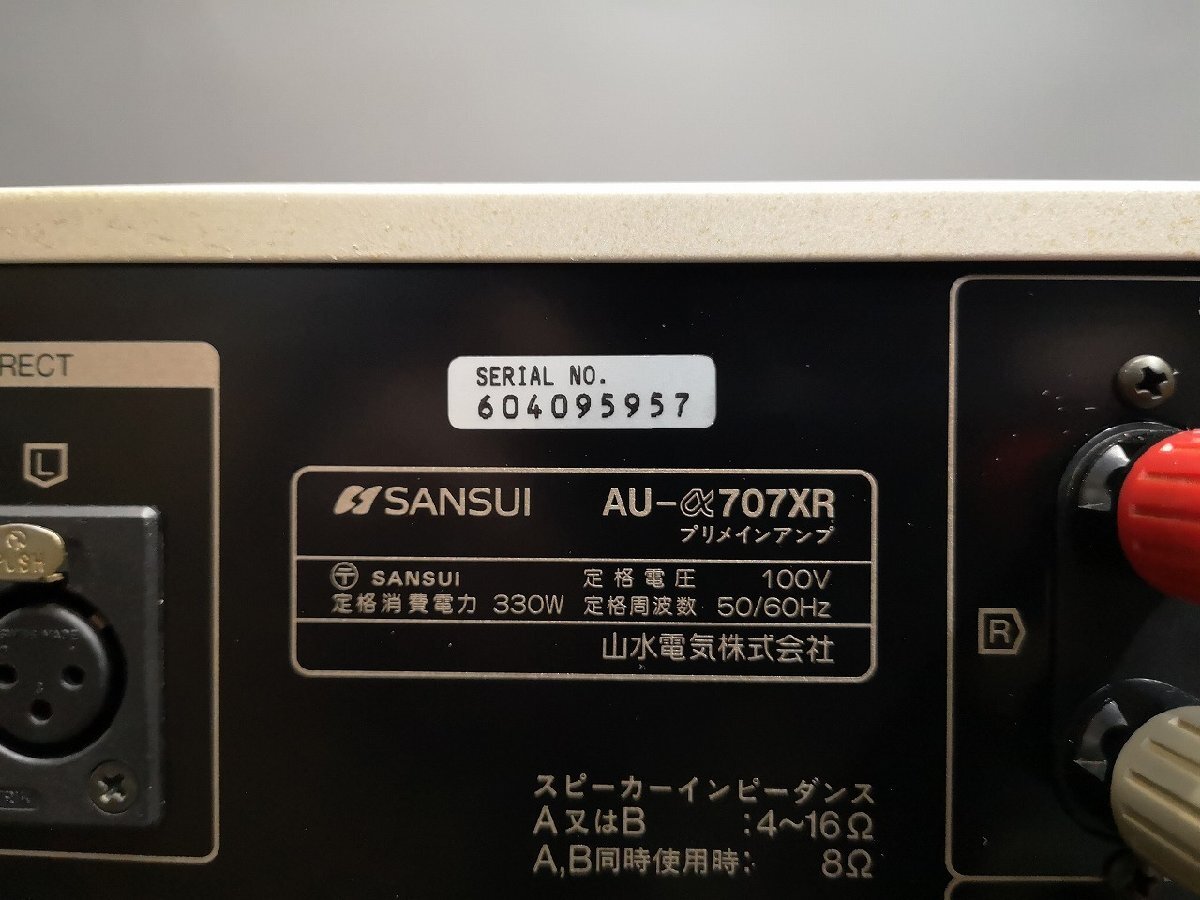 RECT
L
PUSH
SERIAL NO.
604095957
SANSUI AU-α707XR
プリメインアンプ
〒 SANSUI 定格電圧 100V
定格消費電力 330W 定格周波数 50/60Hz
山水電気株式会社
R
スピーカーインピーダンス
A又はB :4~16Ω
A,B同時使用時: 8Ω